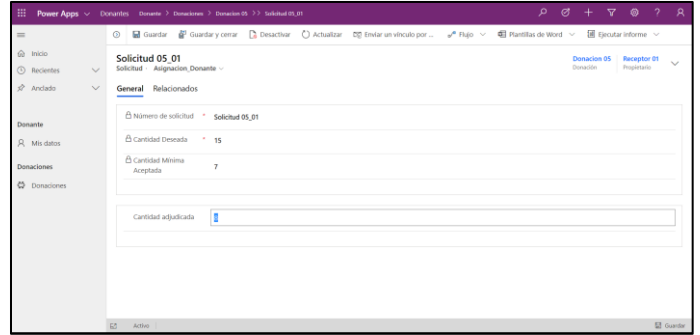 Power Apps Donantes Donante > Donaciones > Donacion 05 > > Solicitud 05_01
Guardar Guardar y cerrar Desactivar Actualizar Enviar un vínculo por ... Flujo Plantillas de Word Ejecutar informe
Inicio
Recientes
Anclado
Donante
Mis datos
Donaciones
Donaciones
Solicitud 05_01
Solicitud · Asignacion_Donante
Donacion 05
Donación
Receptor 01
Propietario
General Relacionados
Número de solicitud * Solicitud 05_01
Cantidad Deseada * 15
Cantidad Mínima
Aceptada
7
Cantidad adjudicada
Activo
Guardar